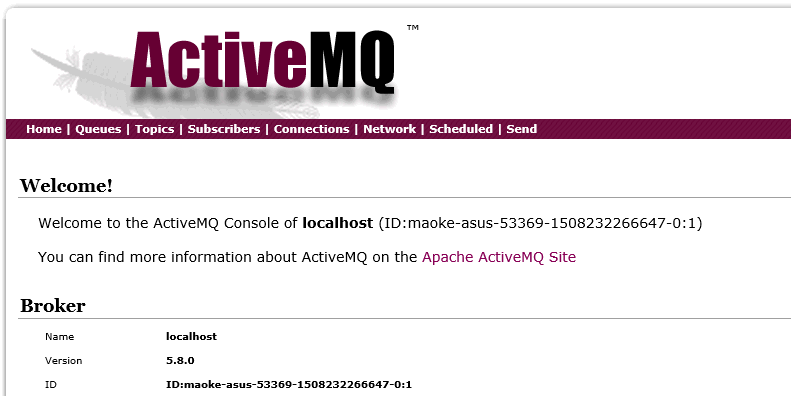 ActiveMQ™
Home | Queues | Topics | Subscribers | Connections | Network | Scheduled | Send
Welcome!
Welcome to the ActiveMQ Console of localhost (ID:maoke-asus-53369-1508232266647-0:1)
You can find more information about ActiveMQ on the Apache ActiveMQ Site
Broker
Name localhost
Version 5.8.0
ID ID:maoke-asus-53369-1508232266647-0:1